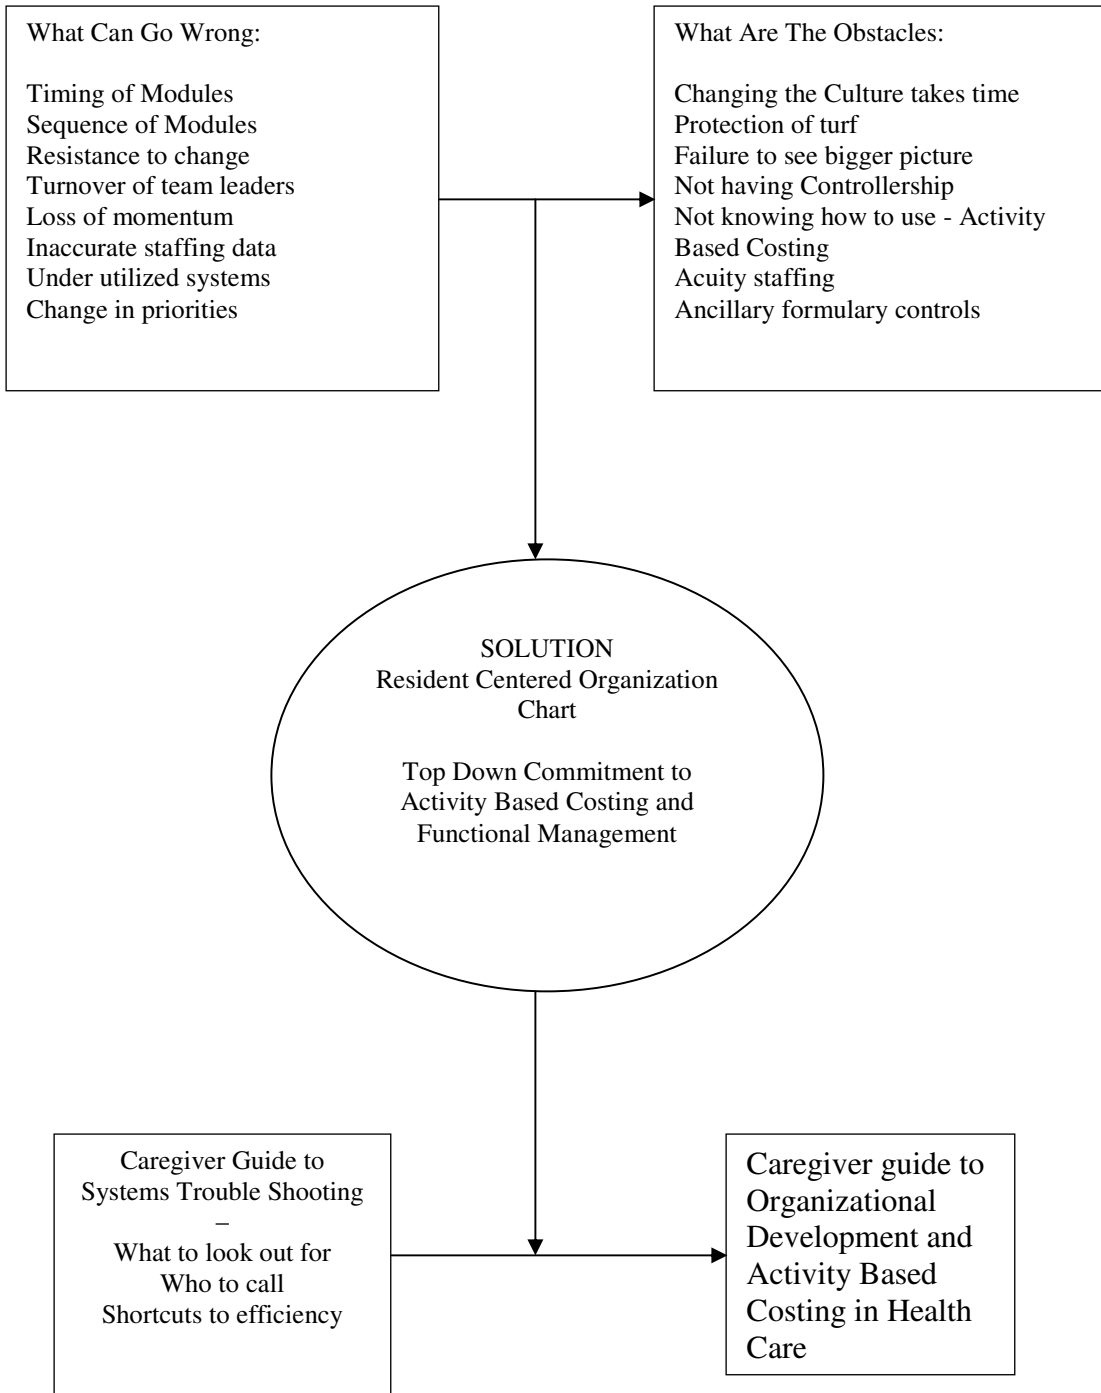 What Can Go Wrong:
Timing of Modules
Sequence of Modules
Resistance to change
Turnover of team leaders
Loss of momentum
Inaccurate staffing data
Under utilized systems
Change in priorities
What Are The Obstacles:
Changing the Culture takes time
Protection of turf
Failure to see bigger picture
Not having Controllership
Not knowing how to use - Activity
Based Costing
Acuity staffing
Ancillary formulary controls
SOLUTION
Resident Centered Organization
Chart
Top Down Commitment to
Activity Based Costing and
Functional Management
Caregiver Guide to
Systems Trouble Shooting
–
What to look out for
Who to call
Shortcuts to efficiency
Caregiver guide to
Organizational
Development and
Activity Based
Costing in Health
Care